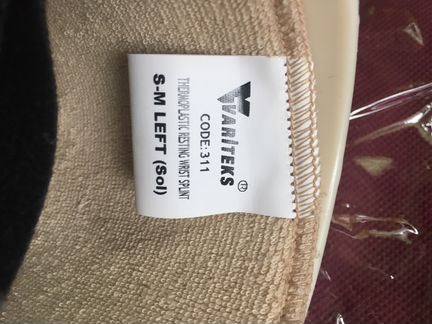 VARITEKS ®
CODE: 311
THERMOPLASTIC RESTING WRIST SPLINT
S-M LEFT (Sol)